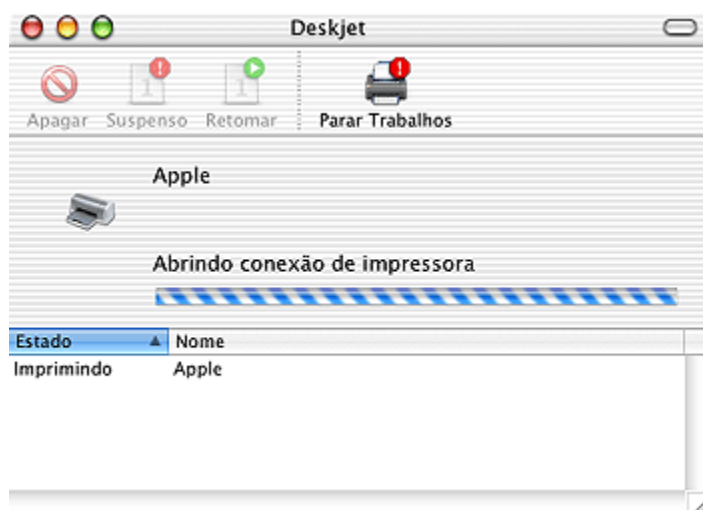 Deskjet
Apagar Suspenso Retomar Parar Trabalhos
Apple
Abrindo conexão de impressora
Estado Nome
Imprimindo Apple